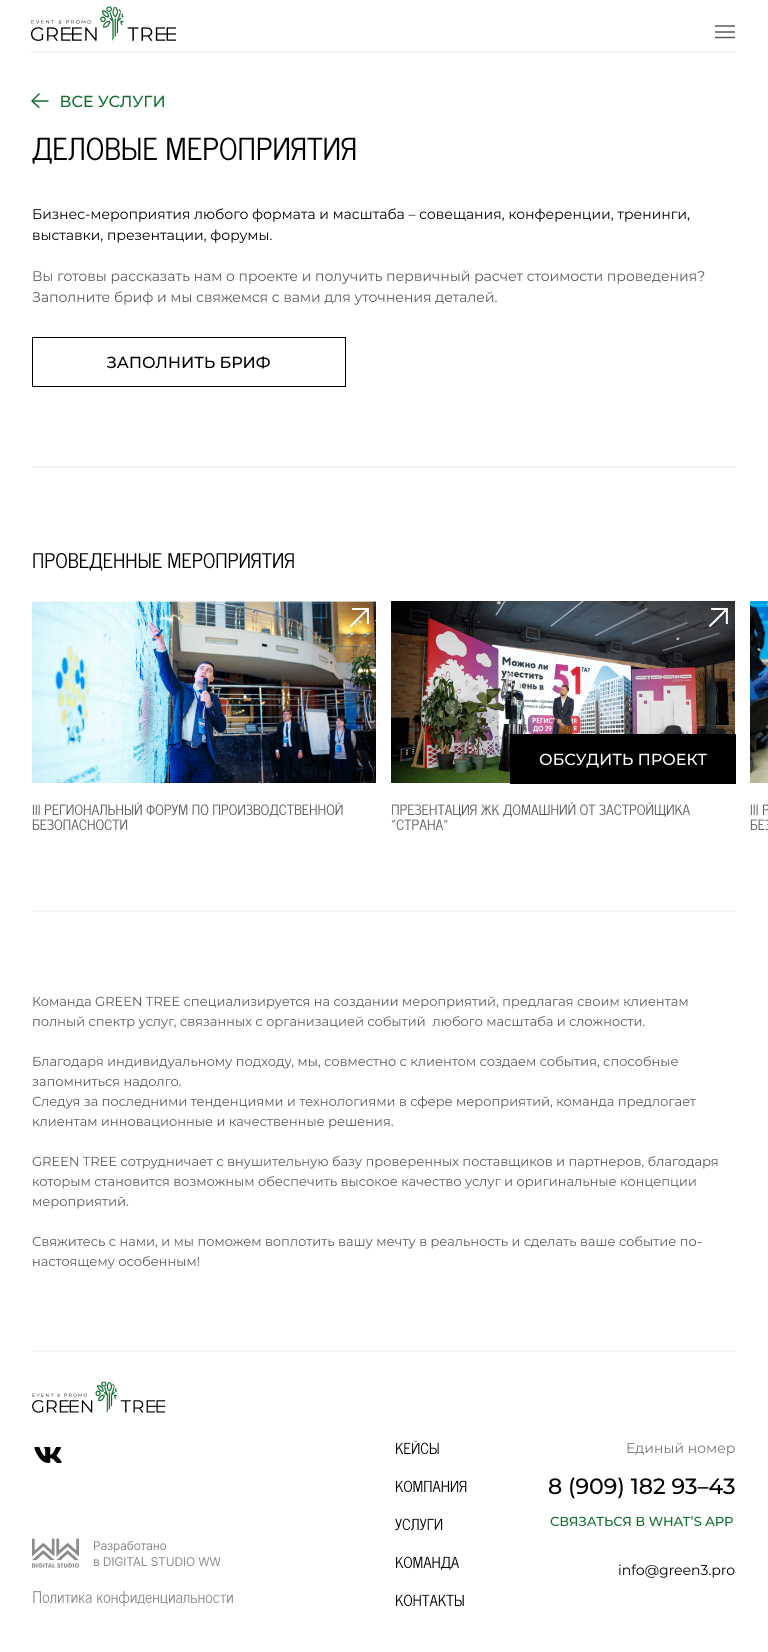 EVENT & PROMO
GREEN TREE
ВСЕ УСЛУГИ
ДЕЛОВЫЕ МЕРОПРИЯТИЯ
Бизнес-мероприятия любого формата и масштаба – совещания, конференции, тренинги,
выставки, презентации, форумы.
Вы готовы рассказать нам о проекте и получить первичный расчет стоимости проведения?
Заполните бриф и мы свяжемся с вами для уточнения деталей.
ЗАПОЛНИТЬ БРИФ
ПРОВЕДЕННЫЕ МЕРОПРИЯТИЯ
Можно ли
уместить
в
51
ГА?
ОБСУДИТЬ ПРОЕКТ
III РЕГИОНАЛЬНЫЙ ФОРУМ ПО ПРОИЗВОДСТВЕННОЙ
БЕЗОПАСНОСТИ
ПРЕЗЕНТАЦИЯ ЖК ДОМАШНИЙ ОТ ЗАСТРОЙЩИКА
"СТРАНА"
III Р
БЕЗ
Команда GREEN TREE специализируется на создании мероприятий, предлагая своим клиентам
полный спектр услуг, связанных с организацией событий  любого масштаба и сложности.
Благодаря индивидуальному подходу, мы, совместно с клиентом создаем события, способные
запомниться надолго.
Следуя за последними тенденциями и технологиями в сфере мероприятий, команда предлогает
клиентам инновационные и качественные решения.
GREEN TREE сотрудничает с внушительную базу проверенных поставщиков и партнеров, благодаря
которым становится возможным обеспечить высокое качество услуг и оригинальные концепции
мероприятий.
Свяжитесь с нами, и мы поможем воплотить вашу мечту в реальность и сделать ваше событие по-
настоящему особенным!
EVENT & PROMO
GREEN TREE
КЕЙСЫ
КОМПАНИЯ
УСЛУГИ
КОМАНДА
КОНТАКТЫ
Единый номер
8 (909) 182 93–43
СВЯЗАТЬСЯ В WHAT'S APP
info@green3.pro
DIGITAL STUDIO
Разработано
в DIGITAL STUDIO WW
Политика конфиденциальности